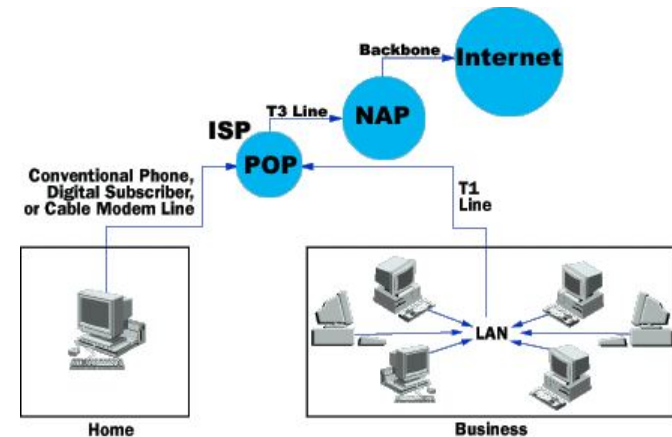 Backbone
Internet
T3 Line
NAP
ISP
POP
Conventional Phone,
Digital Subscriber,
or Cable Modem Line
T1
Line
LAN
Home
Business